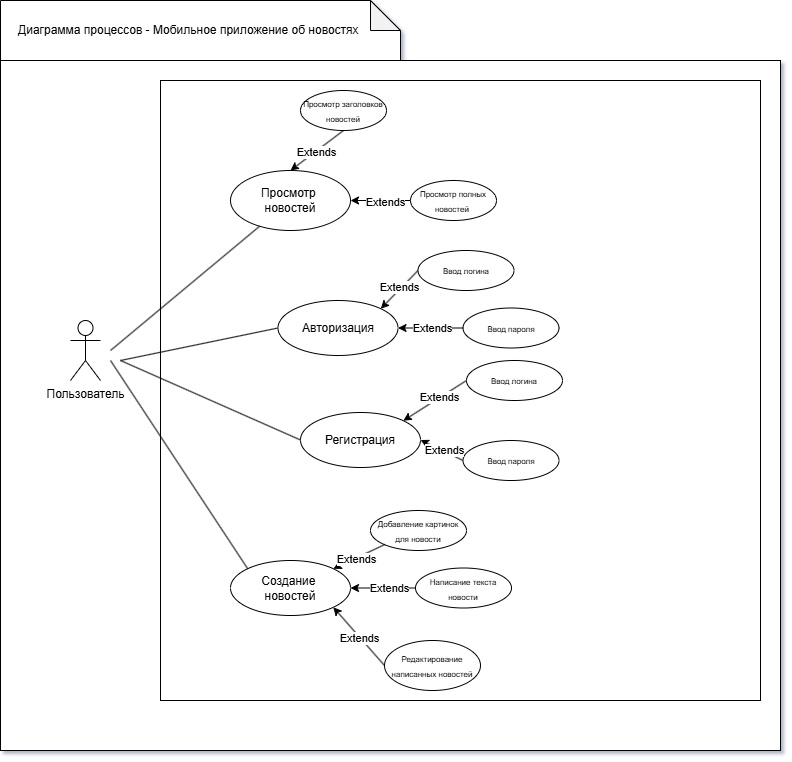 Диаграмма процессов - Мобильное приложение об новостях
Просмотр заголовков
новостей
Extends
Просмотр
новостей
Extends
Просмотр полных
новостей
Ввод логина
Extends
Авторизация
Extends
Ввод пароля
Пользователь
Ввод логина
Extends
Регистрация
Extends
Ввод пароля
Добавление картинок
для новости
Extends
Создание
новостей
Extends
Написание текста
новости
Extends
Редактирование
написанных новостей